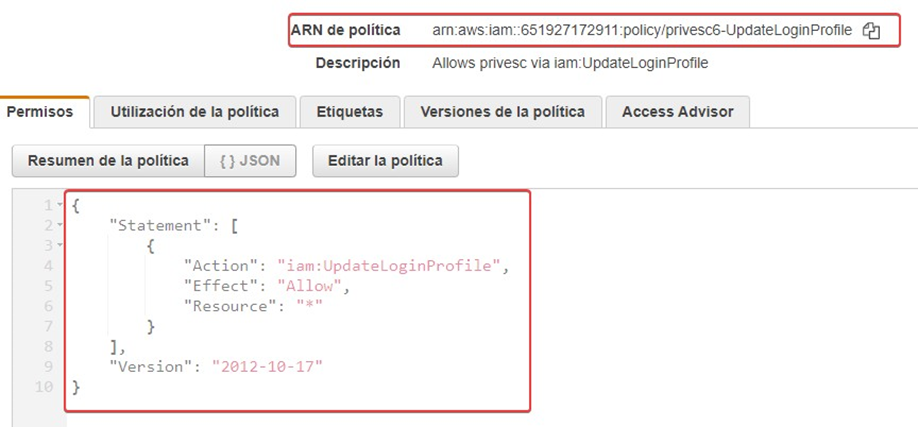 ARN de política arn:aws:iam::651927172911:policy/privesc6-UpdateLoginProfile
Descripción Allows privesc via iam:UpdateLoginProfile
Permisos Utilización de la política Etiquetas Versiones de la política Access Advisor
Resumen de la política { } JSON Editar la política
1 {
2 "Statement": [
3 {
4 "Action": "iam:UpdateLoginProfile",
5 "Effect": "Allow",
6 "Resource": "*"
7 }
8 ],
9 "Version": "2012-10-17"
10 }